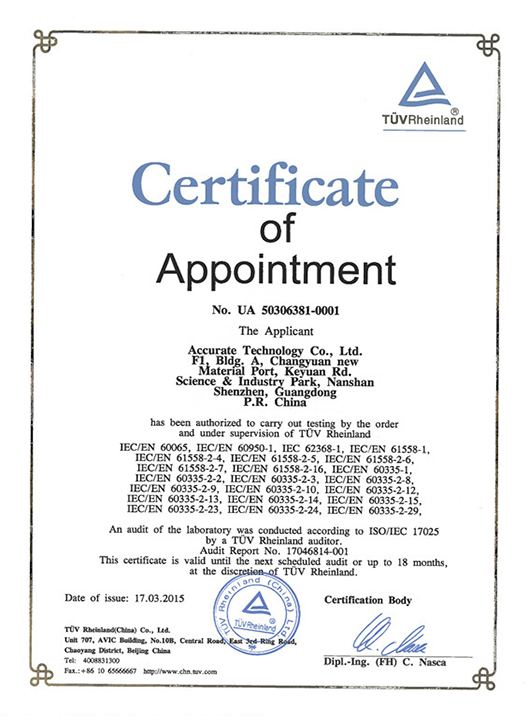 TÜVRheinland®
Certificate
of
Appointment
No. UA 50306381-0001
The Applicant
Accurate Technology Co., Ltd.
F1, Bldg. A, Changyuan new
Material Port, Keyuan Rd.
Science & Industry Park, Nanshan
Shenzhen, Guangdong
P.R. China
has been authorized to carry out testing by the order
and under supervision of TÜV Rheinland
IEC/EN 60065, IEC/EN 60950-1, IEC 62368-1, IEC/EN 61558-1,
IEC/EN 61558-2-4, IEC/EN 61558-2-5, IEC/EN 61558-2-6,
IEC/EN 61558-2-7, IEC/EN 61558-2-16, IEC/EN 60335-1,
IEC/EN 60335-2-2, IEC/EN 60335-2-3, IEC/EN 60335-2-8,
IEC/EN 60335-2-9, IEC/EN 60335-2-10, IEC/EN 60335-2-12,
IEC/EN 60335-2-13, IEC/EN 60335-2-14, IEC/EN 60335-2-15,
IEC/EN 60335-2-23, IEC/EN 60335-2-24, IEC/EN 60335-2-29,
An audit of the laboratory was conducted according to ISO/IEC 17025
by a TÜV Rheinland auditor.
Audit Report No. 17046814-001
This certificate is valid until the next scheduled audit or up to 18 months,
at the discretion of TÜV Rheinland.
Date of issue: 17.03.2015
Certification Body
TÜV Rheinland (China) Ltd.
TÜVRheinland®
TÜV Rheinland(China) Co., Ltd.
Unit 707, AVIC Building, No.10B, Central Road, East 3rd Ring Road,
Chaoyang District, Beijing China
Tel: 4008831300
Fax.:+86 10 65666667 http://www.chn.tuv.com
Dipl.-Ing. (FH) C. Nasca